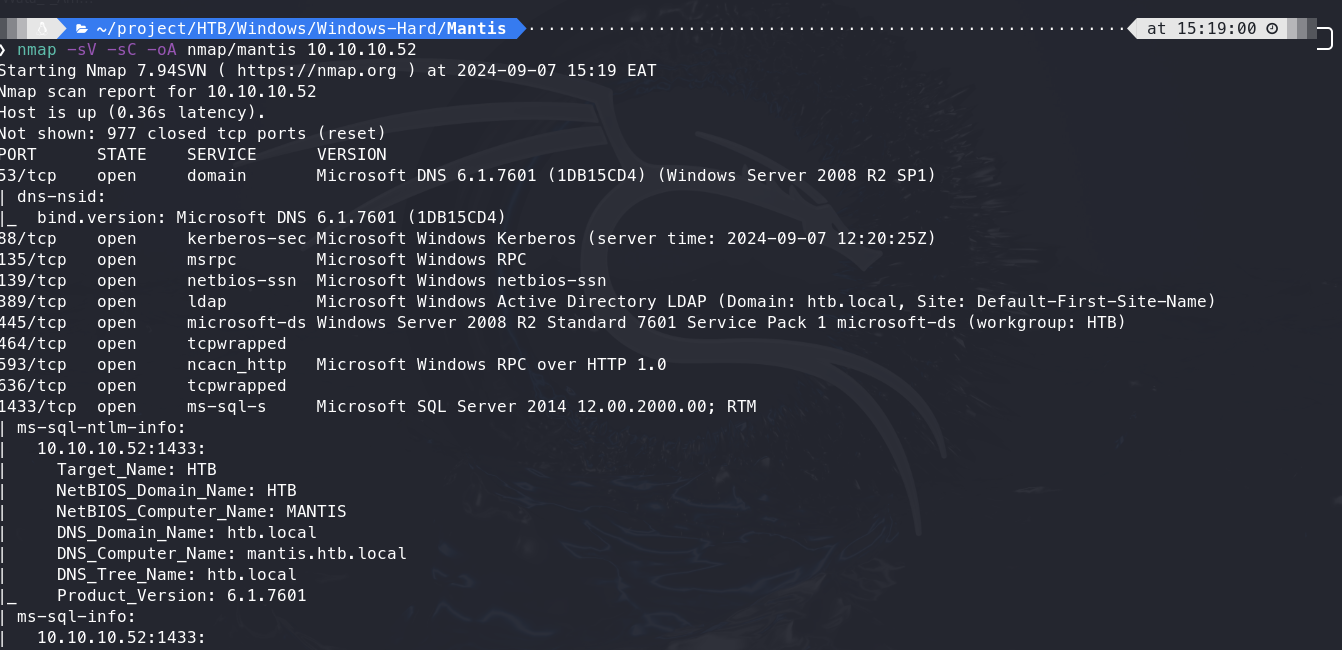 ~/project/HTB/Windows/Windows-Hard/Mantis at 15:19:00
❯ nmap -sV -sC -oA nmap/mantis 10.10.10.52
Starting Nmap 7.94SVN ( https://nmap.org ) at 2024-09-07 15:19 EAT
Nmap scan report for 10.10.10.52
Host is up (0.36s latency).
Not shown: 977 closed tcp ports (reset)
PORT STATE SERVICE VERSION
53/tcp open domain Microsoft DNS 6.1.7601 (1DB15CD4) (Windows Server 2008 R2 SP1)
| dns-nsid:
|_ bind.version: Microsoft DNS 6.1.7601 (1DB15CD4)
88/tcp open kerberos-sec Microsoft Windows Kerberos (server time: 2024-09-07 12:20:25Z)
135/tcp open msrpc Microsoft Windows RPC
139/tcp open netbios-ssn Microsoft Windows netbios-ssn
389/tcp open ldap Microsoft Windows Active Directory LDAP (Domain: htb.local, Site: Default-First-Site-Name)
445/tcp open microsoft-ds Windows Server 2008 R2 Standard 7601 Service Pack 1 microsoft-ds (workgroup: HTB)
464/tcp open tcpwrapped
593/tcp open ncacn_http Microsoft Windows RPC over HTTP 1.0
636/tcp open tcpwrapped
1433/tcp open ms-sql-s Microsoft SQL Server 2014 12.00.2000.00; RTM
| ms-sql-ntlm-info:
| 10.10.10.52:1433:
| Target_Name: HTB
| NetBIOS_Domain_Name: HTB
| NetBIOS_Computer_Name: MANTIS
| DNS_Domain_Name: htb.local
| DNS_Computer_Name: mantis.htb.local
| DNS_Tree_Name: htb.local
|_ Product_Version: 6.1.7601
| ms-sql-info:
| 10.10.10.52:1433: